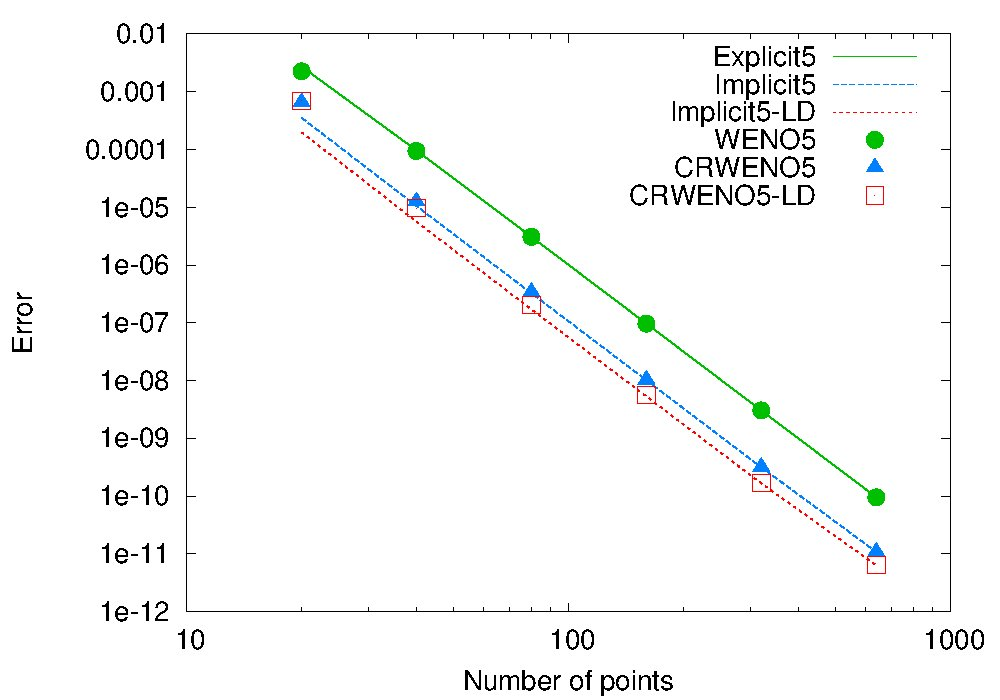 0.01
0.001
0.0001
1e-05
1e-06
1e-07
1e-08
1e-09
1e-10
1e-11
1e-12
Error
10
100
1000
Number of points
Explicit5
Implicit5
Implicit5-LD
WENO5
CRWENO5
CRWENO5-LD